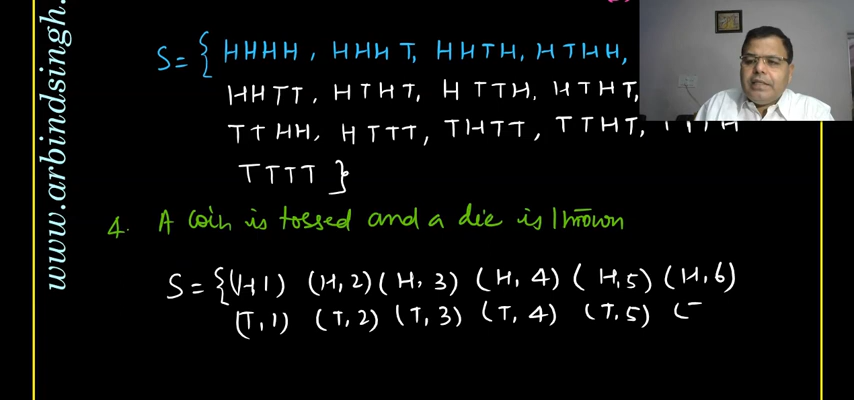 www.arbindsingh.
S = { HHHH, HHHT, HHTH, HTHH,
HHTT, HTHT, HTTH, HTHT,
TTHH, HTTT, THTT, TTHT, TTTH
TTTT }
4. A coin is tossed and a die is thrown
S = {(H,1) (H,2) (H,3) (H,4) (H,5) (H,6)
(T,1) (T,2) (T,3) (T,4) (T,5) (